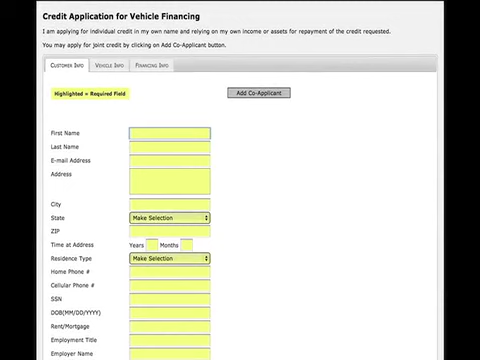 Credit Application for Vehicle Financing
I am applying for individual credit in my own name and relying on my own income or assets for repayment of the credit requested.
You may apply for joint credit by clicking on Add Co-Applicant button.
Customer Info Vehicle Info Financing Info
Highlighted = Required Field Add Co-Applicant
First Name
Last Name
E-mail Address
Address
City
State Make Selection
ZIP
Time at Address Years Months
Residence Type Make Selection
Home Phone #
Cellular Phone #
SSN
DOB(MM/DD/YYYY)
Rent/Mortgage
Employment Title
Employer Name